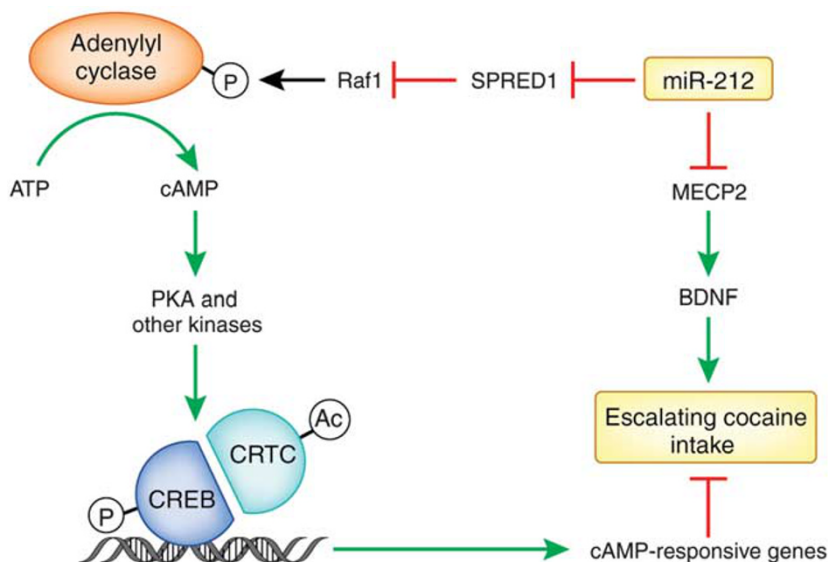 Adenylyl
cyclase
P
Raf1
SPRED1
miR-212
ATP
cAMP
MECP2
PKA and
other kinases
BDNF
Ac
CRTC
CREB
P
Escalating cocaine
intake
cAMP-responsive genes